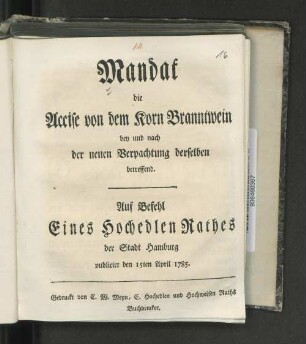 16
Mandat
die
Accise von dem Korn Branntwein
bey und nach
der neuen Verpachtung derselben
betreffend.
Auf Befehl
Eines Hochedlen Rathes
der Stadt Hamburg
publicirt den 15ten April 1785.
Gedruckt von C. W. Meyn, E. Hochedlen und Hochweisen Raths
Buchdrucker.